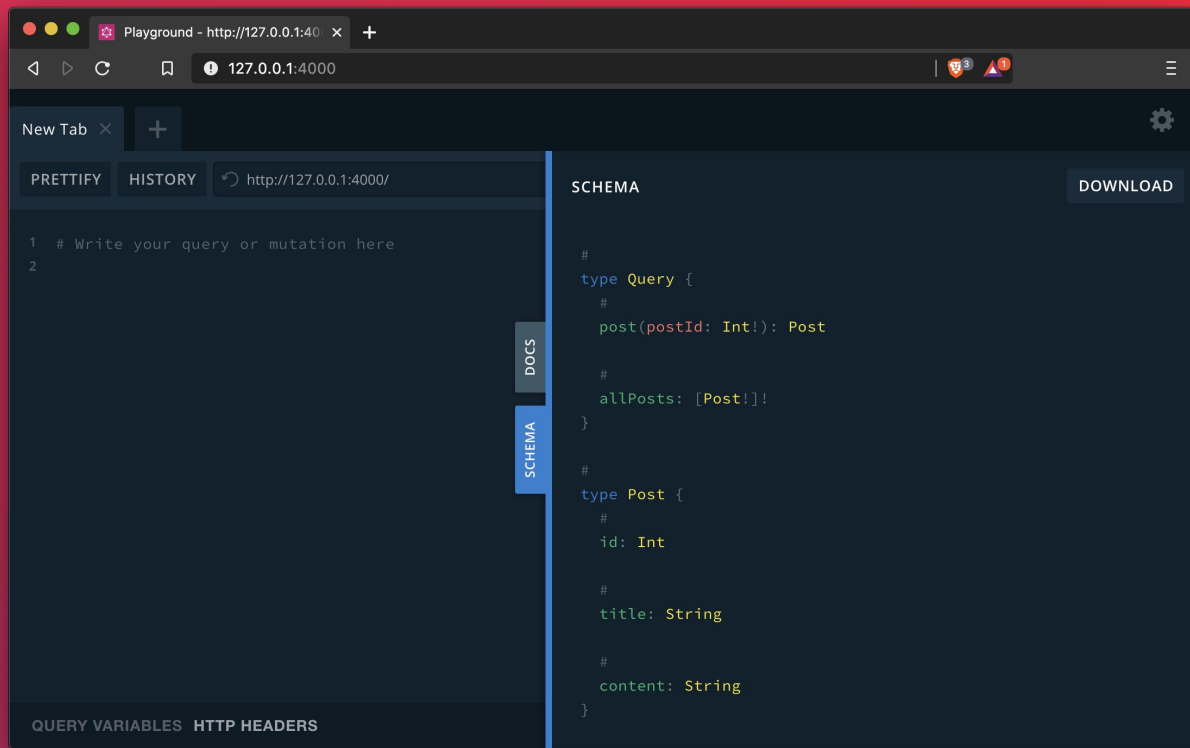 Playground - http://127.0.0.1:40
127.0.0.1:4000
3
1
New Tab
PRETTIFY
HISTORY
http://127.0.0.1:4000/
1 # Write your query or mutation here
2
DOCS
SCHEMA
QUERY VARIABLES HTTP HEADERS
SCHEMA
DOWNLOAD
#
type Query {
#
post(postId: Int!): Post
#
allPosts: [Post!]!
}
#
type Post {
#
id: Int
#
title: String
#
content: String
}